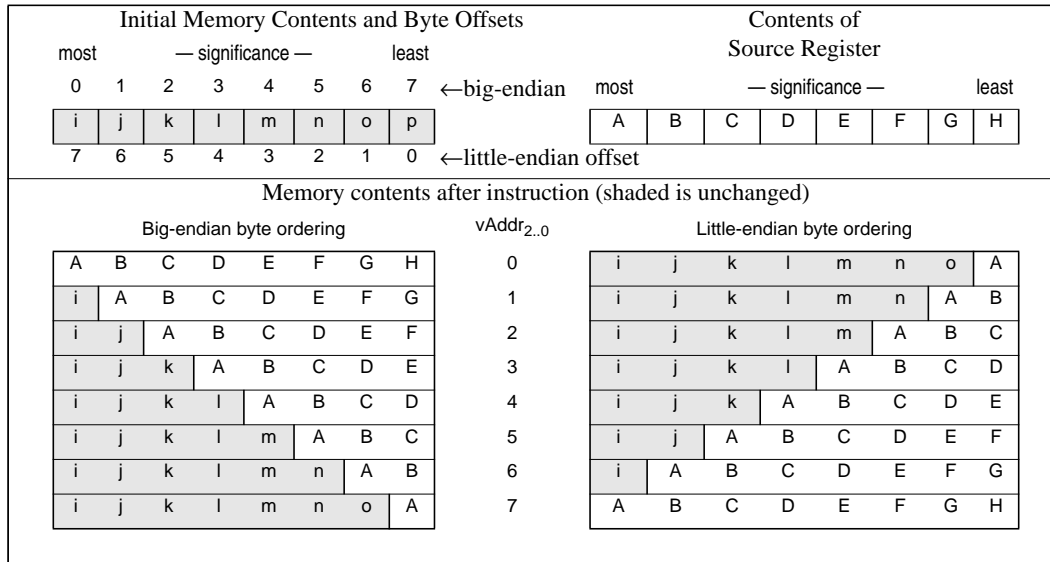 Initial Memory Contents and Byte Offsets
Contents of
Source Register
most — significance — least
0 1 2 3 4 5 6 7 ←big-endian
most — significance — least
i j k l m n o p
A B C D E F G H
7 6 5 4 3 2 1 0 ←little-endian offset
Memory contents after instruction (shaded is unchanged)
Big-endian byte ordering vAddr2..0 Little-endian byte ordering
A B C D E F G H 0 i j k l m n o A
i A B C D E F G 1 i j k l m n A B
i j A B C D E F 2 i j k l m A B C
i j k A B C D E 3 i j k l A B C D
i j k l A B C D 4 i j k A B C D E
i j k l m A B C 5 i j A B C D E F
i j k l m n A B 6 i A B C D E F G
i j k l m n o A 7 A B C D E F G H